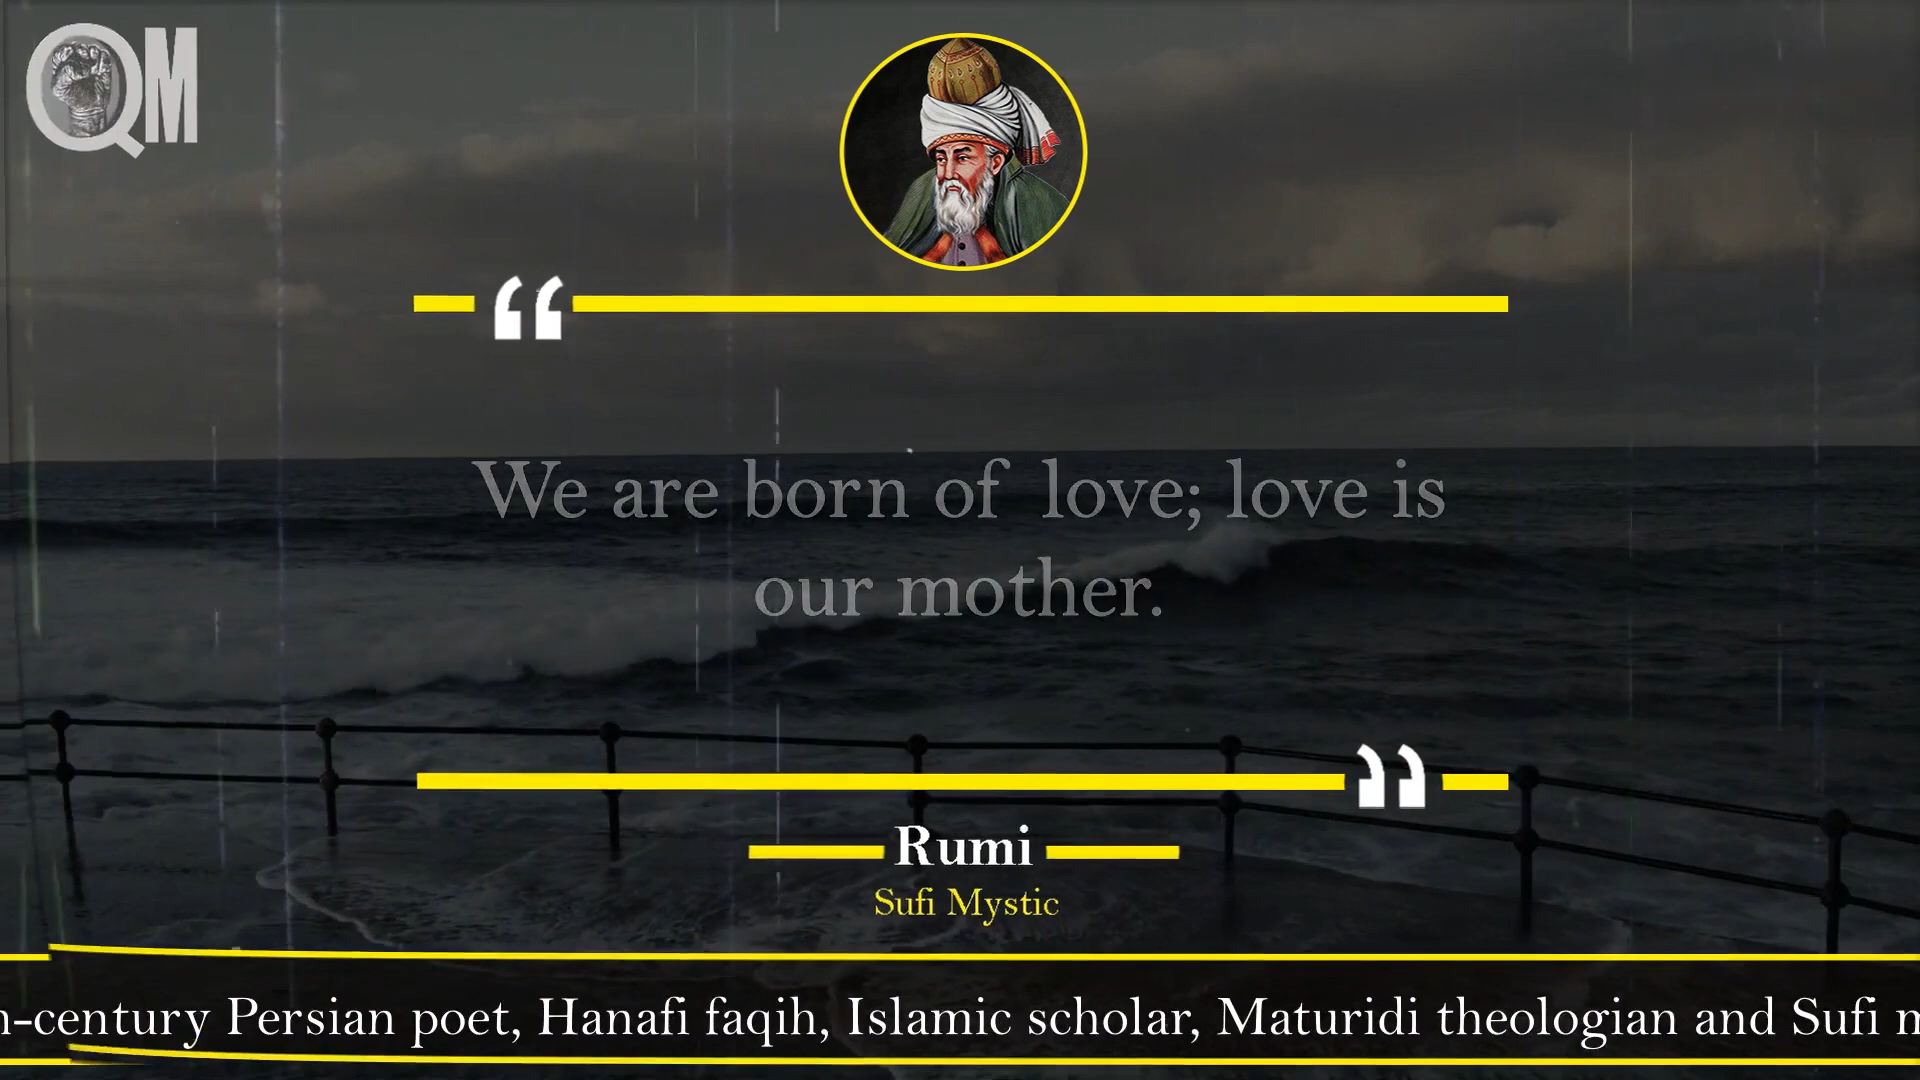 QM
“
We are born of love; love is
our mother.
”
Rumi
Sufi Mystic
-century Persian poet, Hanafi faqih, Islamic scholar, Maturidi theologian and Sufi